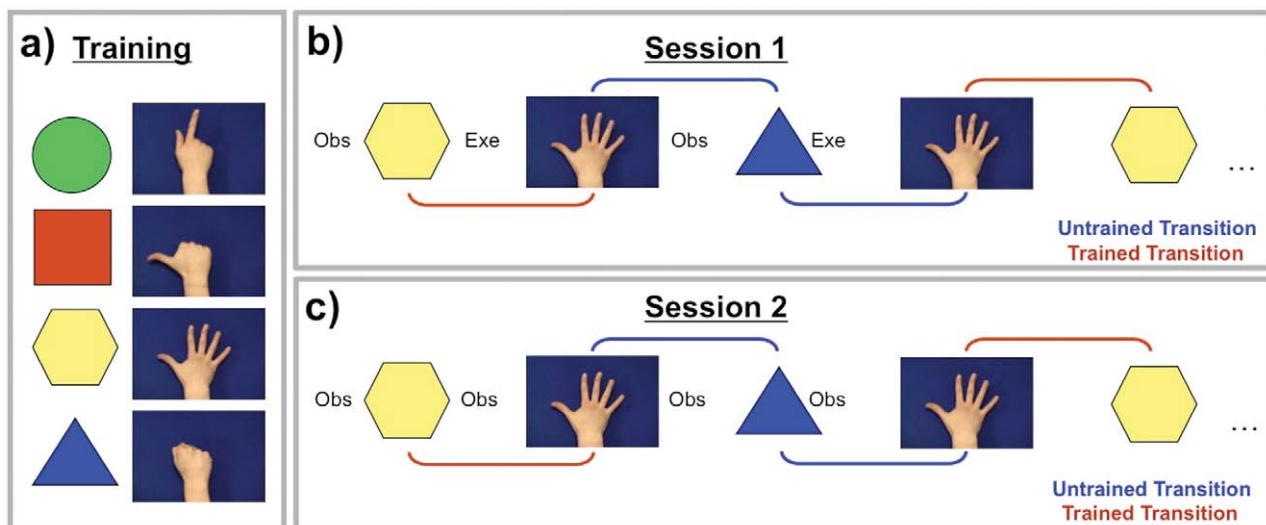 a) Training
b) Session 1
Obs Exe Obs Exe ...
Untrained Transition
Trained Transition
c) Session 2
Obs Obs Obs Obs ...
Untrained Transition
Trained Transition